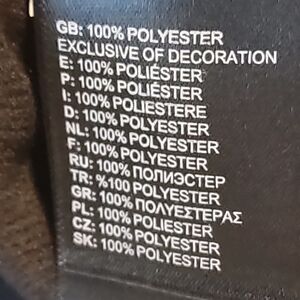 GB: 100% POLYESTER
EXCLUSIVE OF DECORATION
E: 100% POLIÉSTER
P: 100% POLIÉSTER
I: 100% POLIESTERE
D: 100% POLYESTER
NL: 100% POLYESTER
F: 100% POLYESTER
RU: 100% ПОЛИЭСТЕР
TR: %100 POLYESTER
GR: 100% ΠΟΛΥΕΣΤΕΡΑΣ
PL: 100% POLIESTER
CZ: 100% POLYESTER
SK: 100% POLYESTER